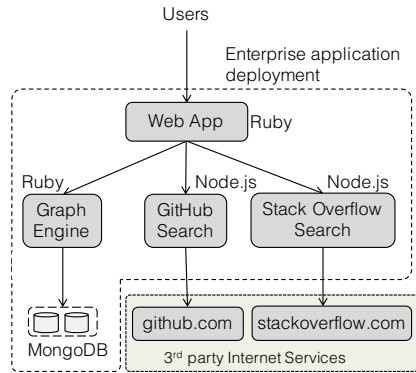 Users
Enterprise application
deployment
Web App
Ruby
Ruby
Node.js
Node.js
Graph
Engine
GitHub
Search
Stack Overflow
Search
github.com
stackoverflow.com
MongoDB
3rd party Internet Services